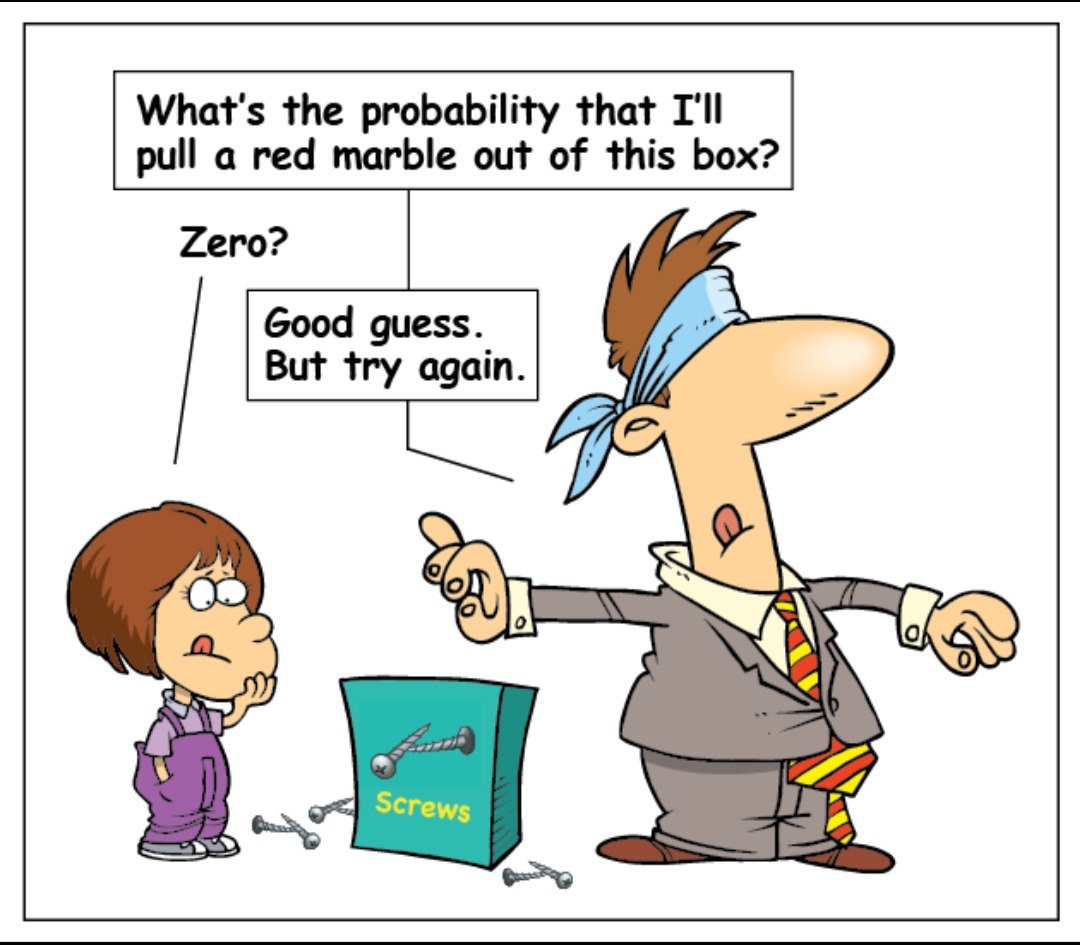 What's the probability that I'll
pull a red marble out of this box?
Zero?
Good guess.
But try again.
Screws